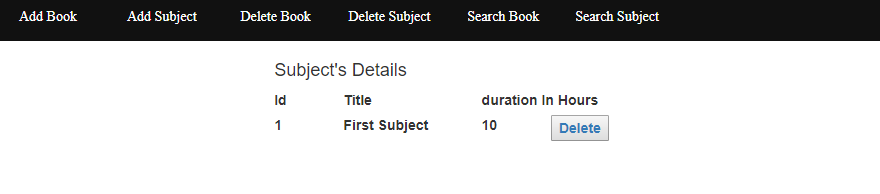 Add Book Add Subject Delete Book Delete Subject Search Book Search Subject
Subject's Details
Id Title duration In Hours
1 First Subject 10 Delete